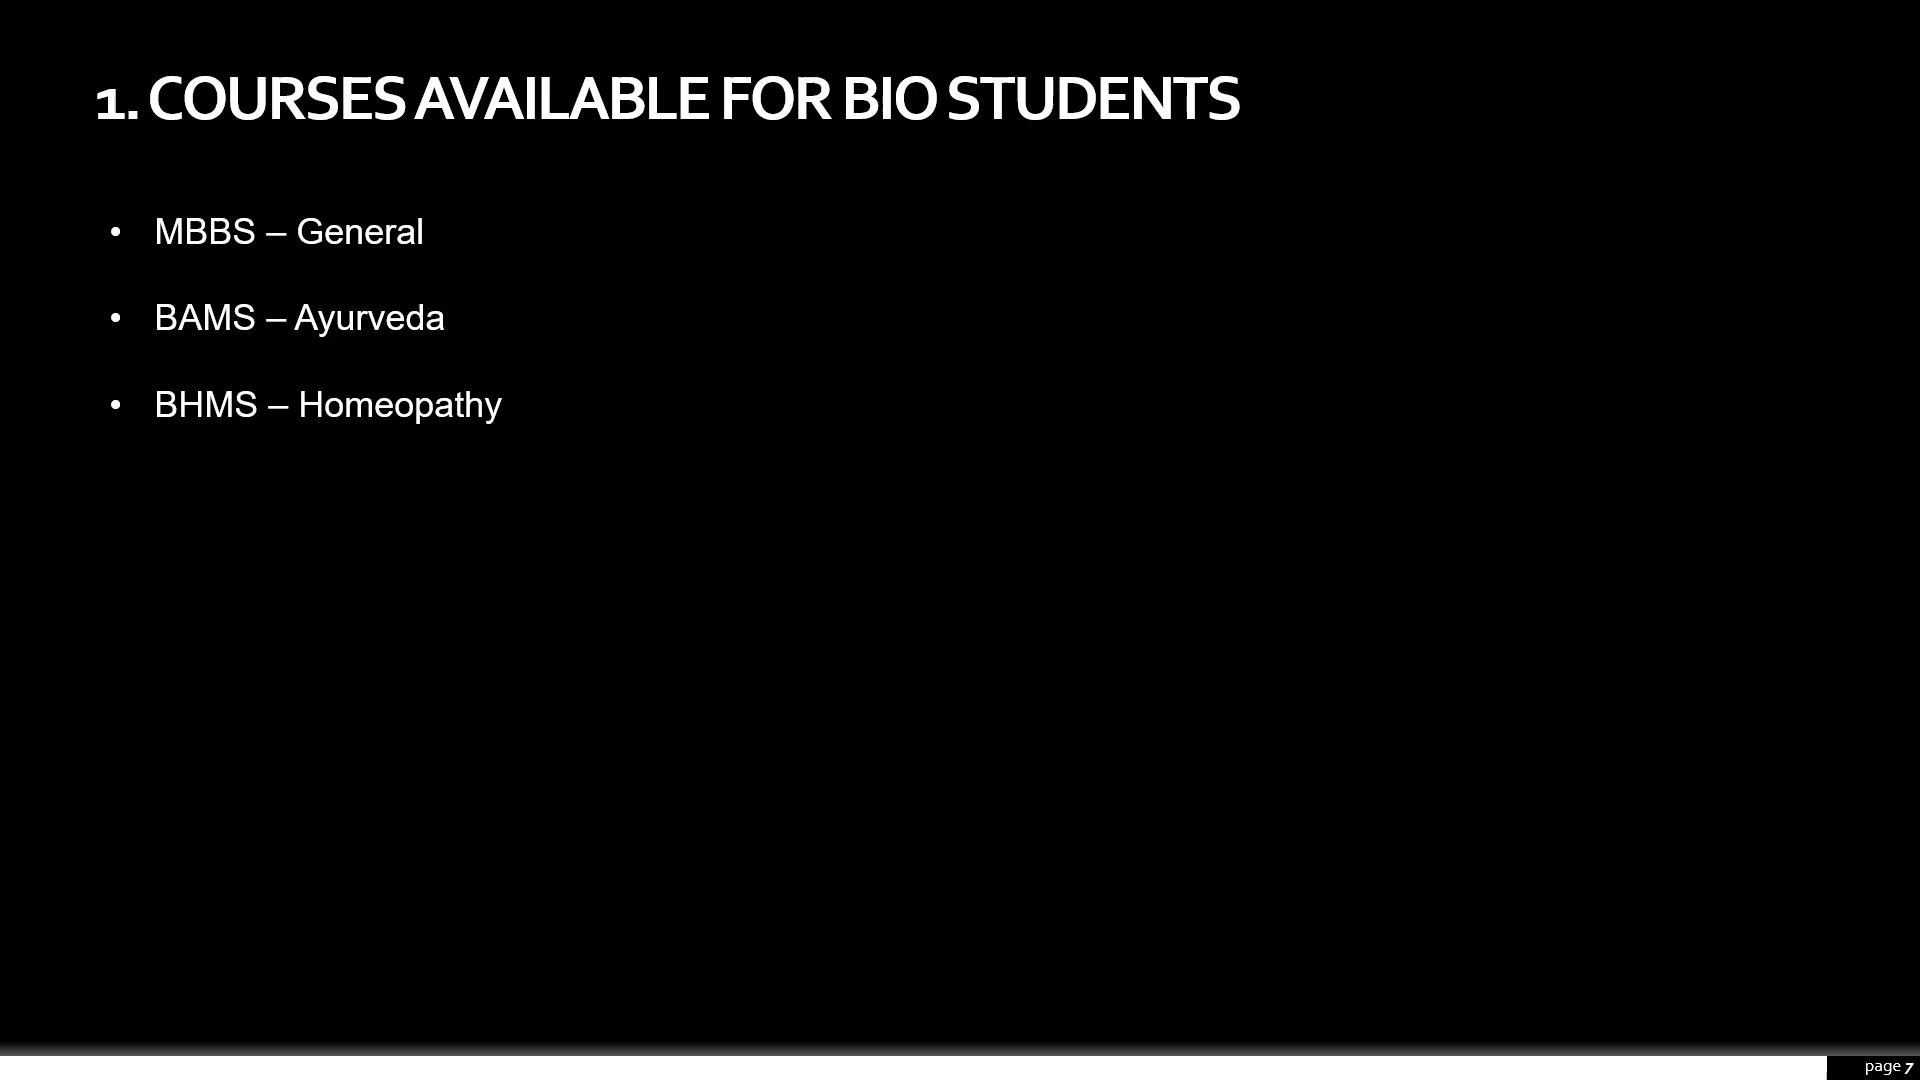 1. COURSES AVAILABLE FOR BIO STUDENTS
• MBBS – General
• BAMS – Ayurveda
• BHMS – Homeopathy
page 7